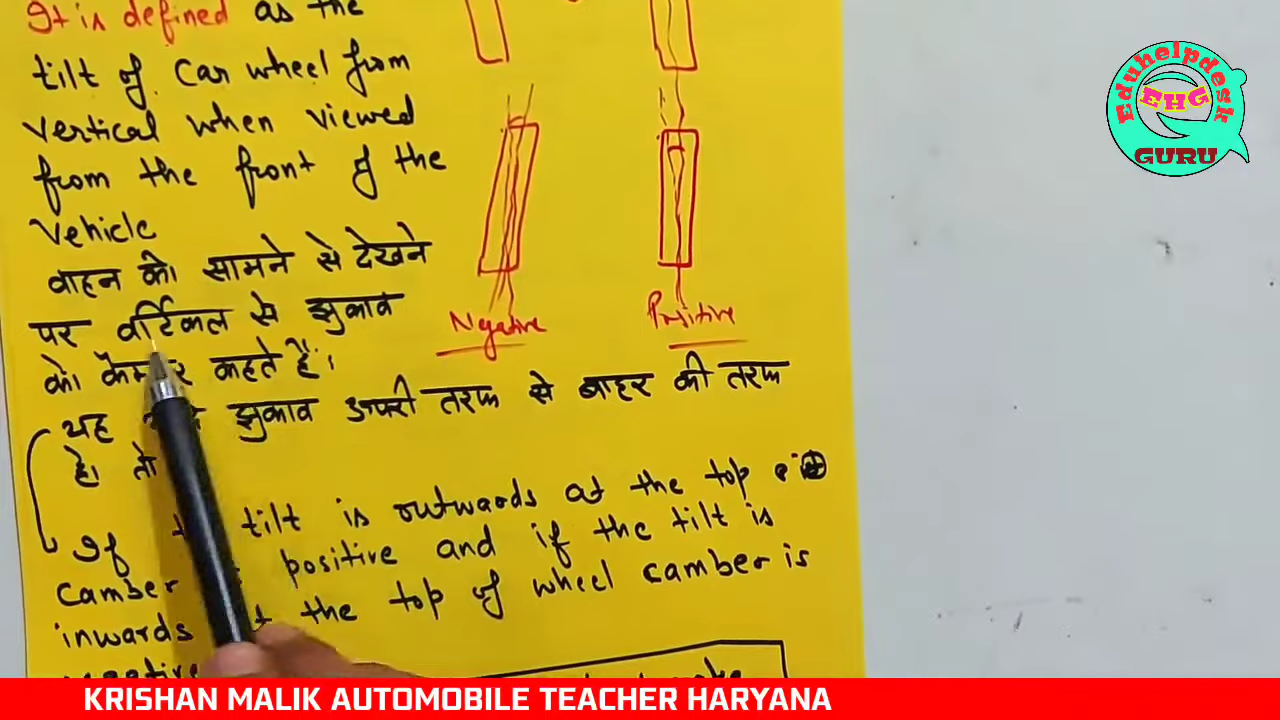 It is defined as the
tilt of car wheel from
vertical when viewed
from the front of the
vehicle
वाहन को सामने से देखने
पर वर्टिकल से झुकाव
को कैम्बर कहते हैं।
यह झुकाव ऊपरी तरफ से बाहर की तरफ
है। तो
If tilt is outwards at the top
camber positive and if the tilt is
inwards the top of wheel camber is
negative
Negative
Positive
Eduhelpdesk
EHG
GURU
KRISHAN MALIK AUTOMOBILE TEACHER HARYANA